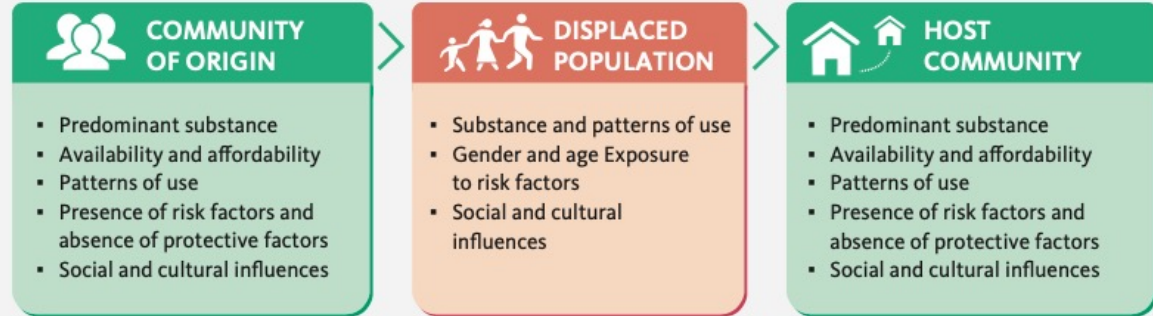 COMMUNITY
OF ORIGIN
▪ Predominant substance
▪ Availability and affordability
▪ Patterns of use
▪ Presence of risk factors and
absence of protective factors
▪ Social and cultural influences
DISPLACED
POPULATION
▪ Substance and patterns of use
▪ Gender and age Exposure
to risk factors
▪ Social and cultural
influences
HOST
COMMUNITY
▪ Predominant substance
▪ Availability and affordability
▪ Patterns of use
▪ Presence of risk factors and
absence of protective factors
▪ Social and cultural influences